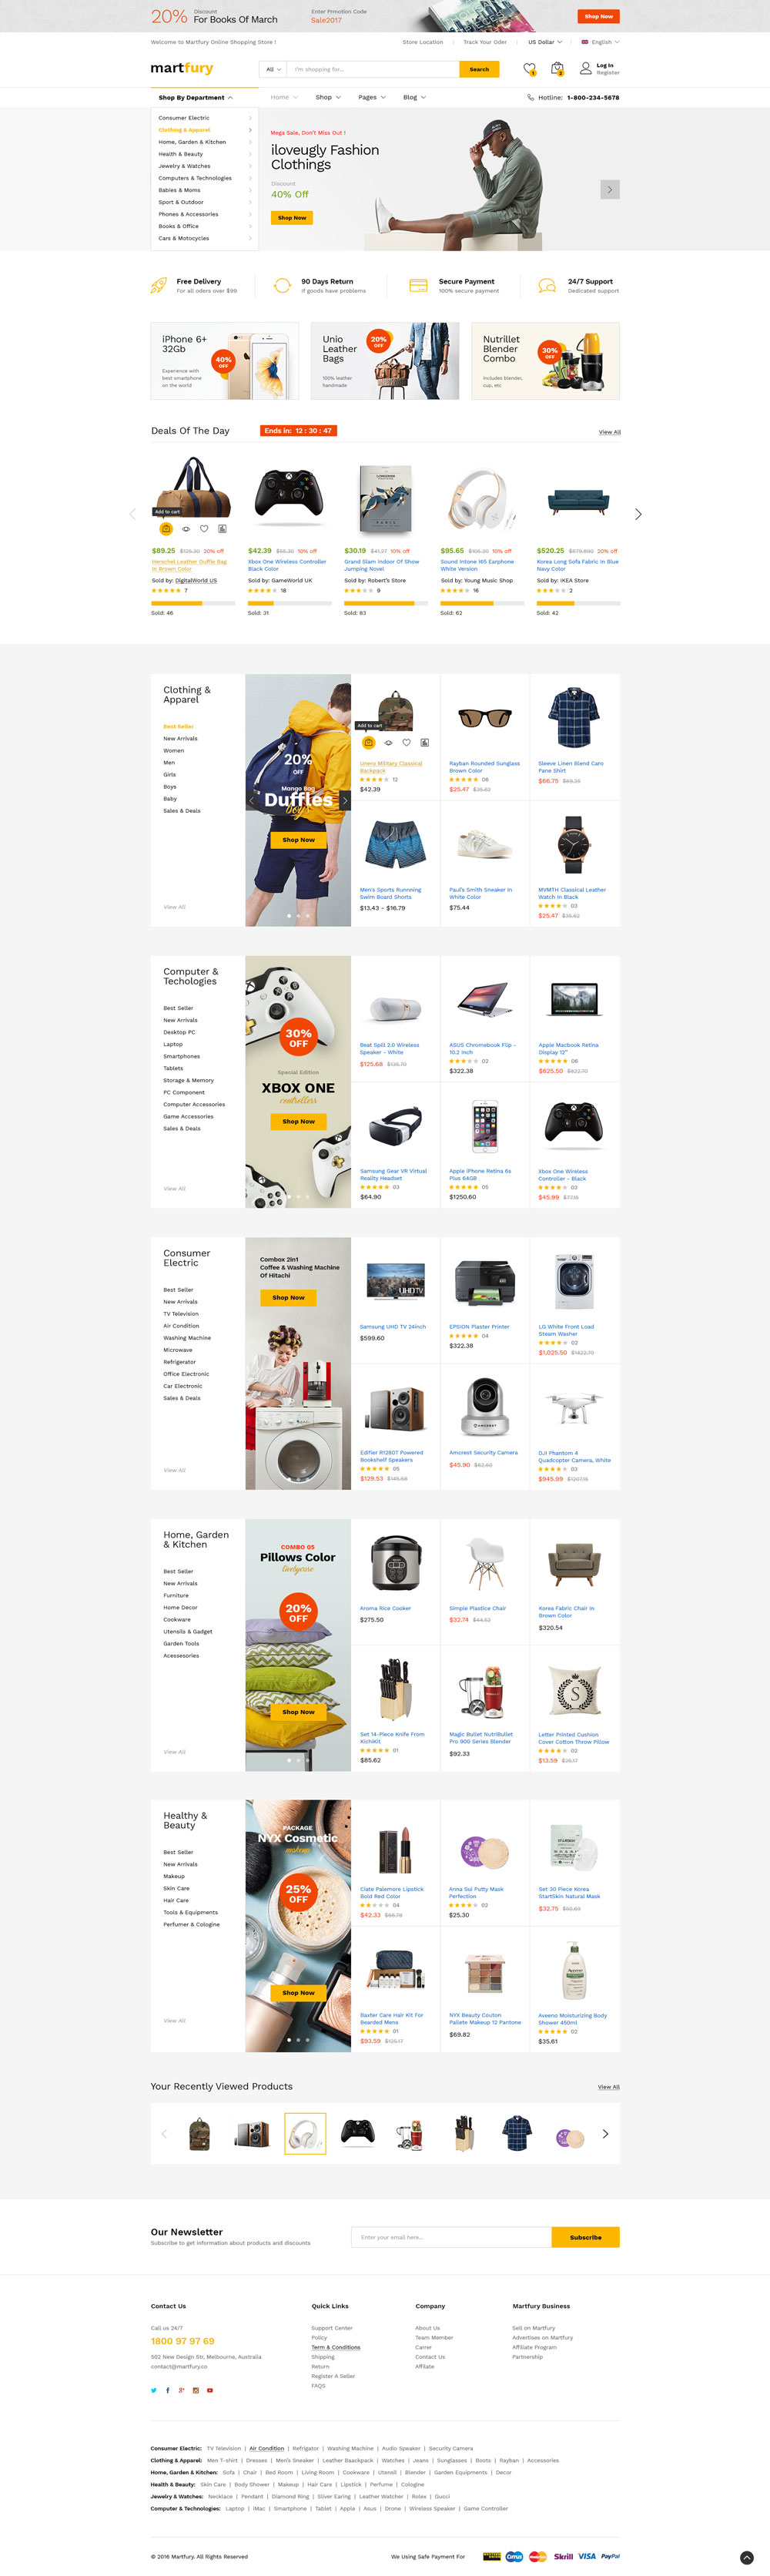 20% Discount For Books Of March
Enter Prmotion Code
Sale2017
Shop Now
Welcome to Martfury Online Shopping Store !
Store Location | Track Your Oder | US Dollar | English
martfury
All I'm shopping for... Search
1 2 Log In
Register
Shop By Department Home Shop Pages Blog Hotline: 1-800-234-5678
Consumer Electric
Clothing & Apparel
Home, Garden & Kitchen
Health & Beauty
Jewelry & Watches
Computers & Technologies
Babies & Moms
Sport & Outdoor
Phones & Accessories
Books & Office
Cars & Motocycles
Mega Sale, Don't Miss Out !
iloveugly Fashion
Clothings
Discount
40% Off
Shop Now
Free Delivery
For all oders over $99
90 Days Return
If goods have problems
Secure Payment
100% secure payment
24/7 Support
Dedicated support
iPhone 6+
32Gb
40%
OFF
Experience with
best smartphone
on the world
Unio
Leather
Bags
20%
OFF
100% leather
handmade
Nutrillet
Blender
Combo
30%
OFF
Includes blender,
cup, etc
Deals Of The Day Ends in: 12 : 30 : 47 View All
Add to cart
$89.25 20% off
Herschel Leather Duffle Bag
In Brown Color
Sold by: DigitalWorld US
7
Sold: 46
$42.39 10% off
Xbox One Wireless Controller
Black Color
Sold by: GameWorld UK
18
Sold: 31
$30.19 $41.27 10% off
Grand Slam Indoor Of Show
Jumping Novel
Sold by: Robert's Store
9
Sold: 83
$95.65 10% off
Sound Intone I65 Earphone
White Version
Sold by: Young Music Shop
16
Sold: 62
$520.25 20% off
Korea Long Sofa Fabric In Blue
Navy Color
Sold by: IKEA Store
2
Sold: 42
Clothing &
Apparel
Best Seller
New Arrivals
Women
Men
Girls
Boys
Baby
Sales & Deals
View All
20%
OFF
Mango Bag
Duffles
Boy
Shop Now
Add to cart
Unero Military Classical
Backpack
12
$42.39
Rayban Rounded Sunglass
Brown Color
06
$25.47 $35.62
Sleeve Linen Blend Caro
Pane Shirt
$66.75 $89.25
Men's Sports Runnning
Swim Board Shorts
$13.43 - $16.79
Paul's Smith Sneaker In
White Color
$75.44
MVMTH Classical Leather
Watch In Black
03
$25.47 $35.62
Computer &
Techologies
Best Seller
New Arrivals
Desktop PC
Laptop
Smartphones
Tablets
Storage & Memory
PC Component
Computer Accessories
Game Accessories
Sales & Deals
View All
30%
OFF
Special Edition
XBOX ONE
controllers
Shop Now
Beat Spill 2.0 Wireless
Speaker - White
$125.68
ASUS Chromebook Flip -
10.2 Inch
02
$322.38
Apple Macbook Retina
Display 12"
06
$625.50
Samsung Gear VR Virtual
Reality Headset
03
$64.90
Apple iPhone Retina 6s
Plus 64GB
05
$1250.60
Xbox One Wireless
Controller - Black
03
$45.99
Consumer
Electric
Best Seller
New Arrivals
TV Television
Air Condition
Washing Machine
Microwave
Refrigerator
Office Electronic
Car Electronic
Sales & Deals
View All
Combox 2in1
Coffee & Washing Machine
Of Hitachi
Shop Now
UHDTV
Samsung UHD TV 24inch
$599.60
EPSION Plaster Printer
04
$322.38
LG White Front Load
Steam Washer
02
$1,025.50 $1422.70
Edifier R1280T Powered
Bookshelf Speakers
05
$129.53
AMCREST
Amcrest Security Camera
$45.90 $62.60
DJI Phantom 4
Quadcopter Camera, White
03
$945.99
Home, Garden
& Kitchen
Best Seller
New Arrivals
Furniture
Home Decor
Cookware
Utensils & Gadget
Garden Tools
Acessesories
View All
COMBO 05
Pillows Color
livelycare
20%
OFF
Shop Now
Aroma Rice Cooker
$275.50
Simple Plastice Chair
$32.74
Korea Fabric Chair In
Brown Color
$320.54
Set 14-Piece Knife From
KichiKit
01
$85.62
Magic Bullet NutriBullet
Pro 900 Series Blender
$92.33
S
Letter Printed Cushion
Cover Cotton Throw Pillow
02
$13.59
Healthy &
Beauty
Best Seller
New Arrivals
Makeup
Skin Care
Hair Care
Tools & Equipments
Perfumer & Cologine
View All
PACKAGE
NYX Cosmetic
makeup
25%
OFF
Shop Now
Ciate Palemore Lipstick
Bold Red Color
04
$42.33
Anna Sui Putty Mask
Perfection
02
$25.30
Set 30 Piece Korea
StartSkin Natural Mask
$32.75
Baxter Care Hair Kit For
Bearded Mens
01
$93.59
NYX Beauty Couton
Pallete Makeup 12 Pantone
$69.82
Aveeno
Aveeno Moisturizing Body
Shower 450ml
02
$35.61
Your Recently Viewed Products View All
Our Newsletter
Subscribe to get information about products and discounts
Enter your email here... Subscribe
Contact Us
Call us 24/7
1800 97 97 69
502 New Design Str, Melbourne, Australia
contact@martfury.co
Quick Links
Support Center
Policy
Term & Conditions
Shipping
Return
Register A Seller
FAQS
Company
About Us
Team Member
Carrer
Contact Us
Affilate
Martfury Business
Sell on Martfury
Advertises on Martfury
Affiliate Program
Partnership
Consumer Electric: TV Television | Air Condition | Refrigator | Washing Machine | Audio Speaker | Security Camera
Clothing & Apparel: Men T-shirt | Dresses | Men's Sneaker | Leather Baackpack | Watches | Jeans | Sunglasses | Boots | Rayban | Accessories
Home, Garden & Kitchen: Sofa | Chair | Bed Room | Living Room | Cookware | Utensil | Blender | Garden Equipments | Decor
Health & Beauty: Skin Care | Body Shower | Makeup | Hair Care | Lipstick | Perfume | Cologine
Jewelry & Watches: Necklace | Pendant | Diamond Ring | Sliver Earing | Leather Watcher | Rolex | Gucci
Computer & Technologies: Laptop | iMac | Smartphone | Tablet | Apple | Asus | Drone | Wireless Speaker | Game Controller
© 2016 Martfury. All Rights Reserved
We Using Safe Payment For Cirrus Skrill VISA PayPal